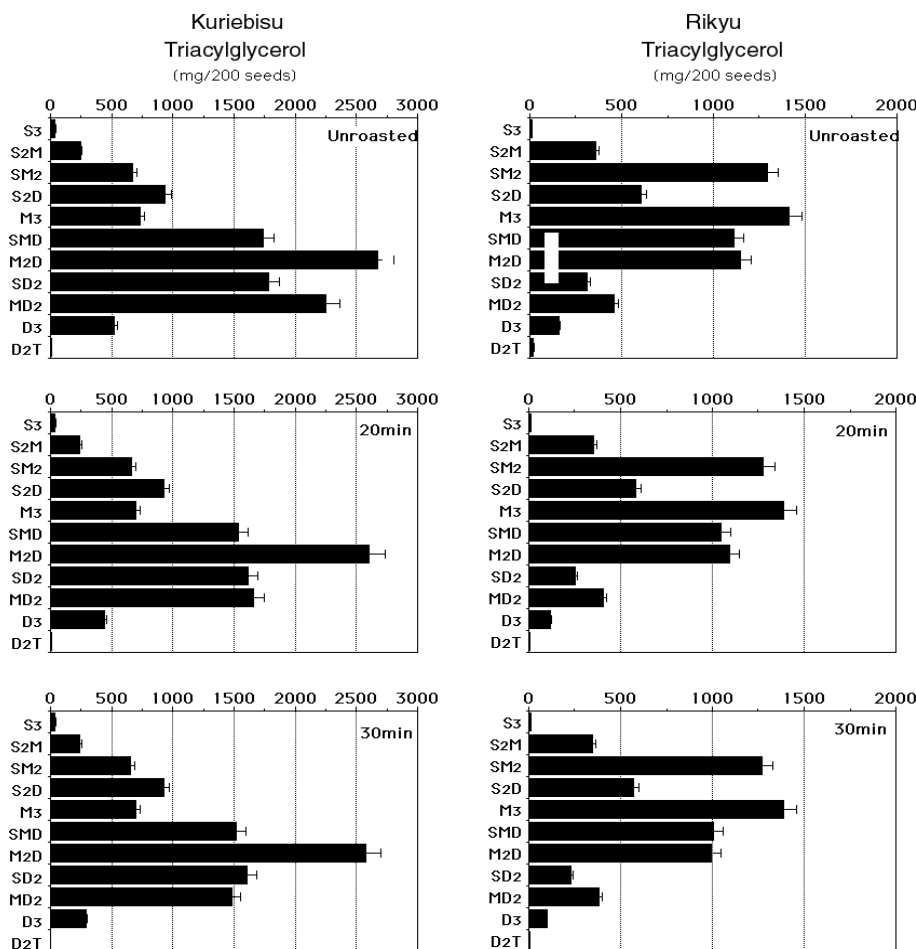 Kuriebisu
Triacylglycerol
(mg/200 seeds)
0 500 1000 1500 2000 2500 3000
Unroasted
S3
S2M
SM2
S2D
M3
SMD
M2D
SD2
MD2
D3
D2T
Rikyu
Triacylglycerol
(mg/200 seeds)
0 500 1000 1500 2000
Unroasted
S3
S2M
SM2
S2D
M3
SMD
M2D
SD2
MD2
D3
D2T
0 500 1000 1500 2000 2500 3000
20min
S3
S2M
SM2
S2D
M3
SMD
M2D
SD2
MD2
D3
D2T
0 500 1000 1500 2000
20min
S3
S2M
SM2
S2D
M3
SMD
M2D
SD2
MD2
D3
D2T
0 500 1000 1500 2000 2500 3000
30min
S3
S2M
SM2
S2D
M3
SMD
M2D
SD2
MD2
D3
D2T
0 500 1000 1500 2000
30min
S3
S2M
SM2
S2D
M3
SMD
M2D
SD2
MD2
D3
D2T